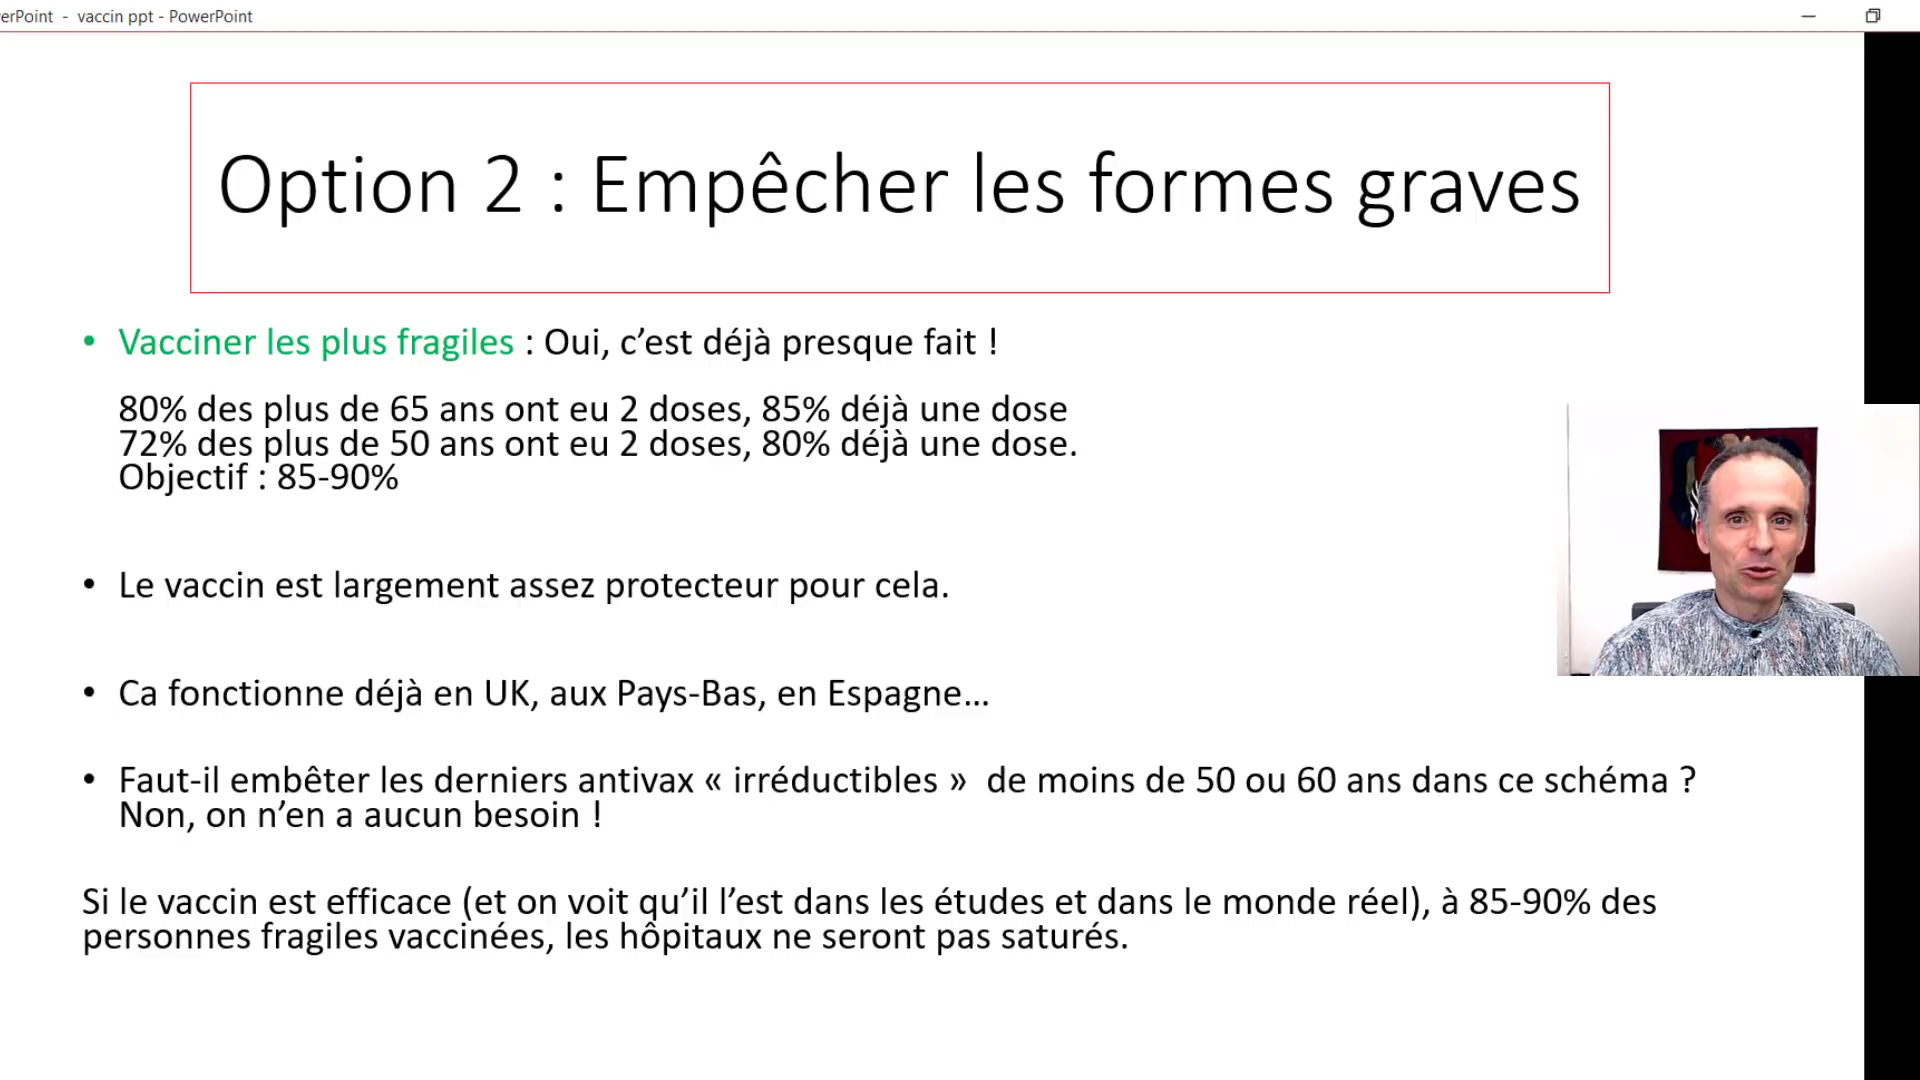 erPoint - vaccin ppt - PowerPoint
Option 2 : Empêcher les formes graves
• Vacciner les plus fragiles : Oui, c’est déjà presque fait !
80% des plus de 65 ans ont eu 2 doses, 85% déjà une dose
72% des plus de 50 ans ont eu 2 doses, 80% déjà une dose.
Objectif : 85-90%
• Le vaccin est largement assez protecteur pour cela.
• Ca fonctionne déjà en UK, aux Pays-Bas, en Espagne…
• Faut-il embêter les derniers antivax « irréductibles » de moins de 50 ou 60 ans dans ce schéma ?
Non, on n’en a aucun besoin !
Si le vaccin est efficace (et on voit qu’il l’est dans les études et dans le monde réel), à 85-90% des
personnes fragiles vaccinées, les hôpitaux ne seront pas saturés.